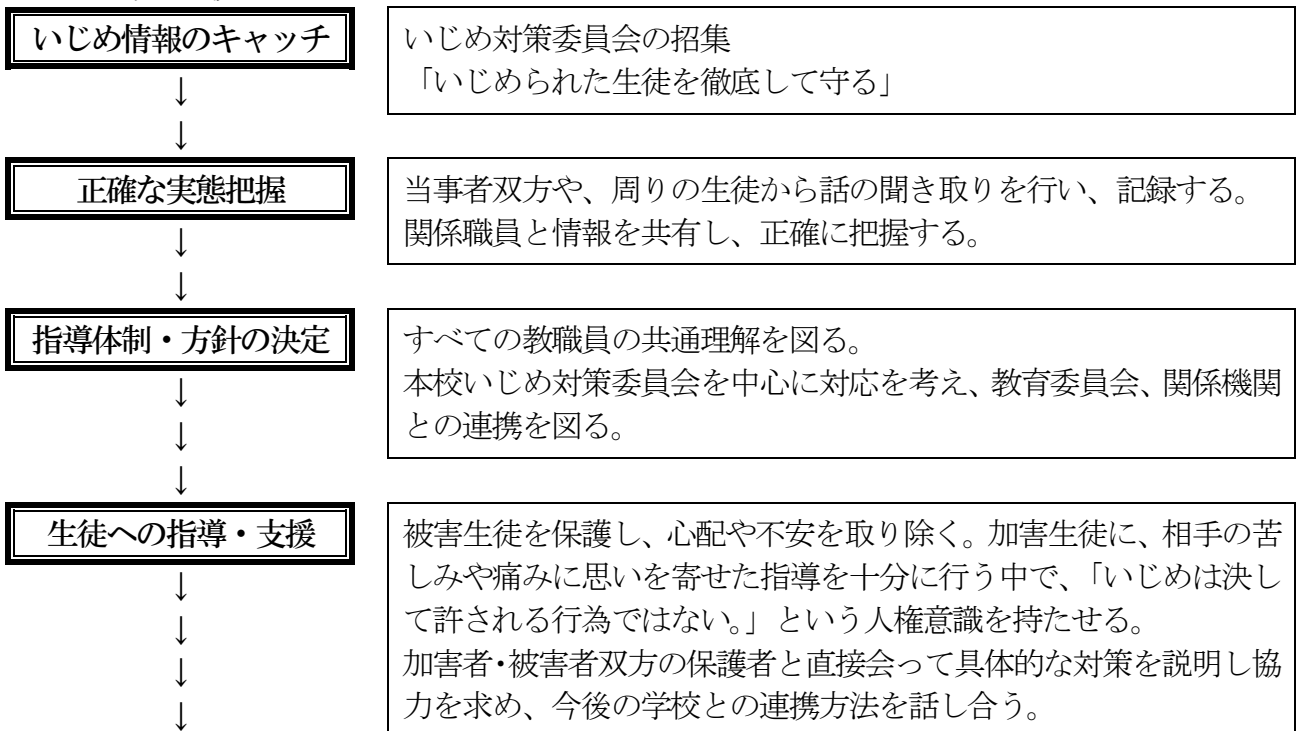 いじめ情報のキャッチ
いじめ対策委員会の招集
「いじめられた生徒を徹底して守る」
↓
↓
正確な実態把握
当事者双方や、周りの生徒から話の聞き取りを行い、記録する。
関係職員と情報を共有し、正確に把握する。
↓
↓
指導体制・方針の決定
すべての教職員の共通理解を図る。
本校いじめ対策委員会を中心に対応を考え、教育委員会、関係機関
との連携を図る。
↓
↓
↓
生徒への指導・支援
被害生徒を保護し、心配や不安を取り除く。加害生徒に、相手の苦
しみや痛みに思いを寄せた指導を十分に行う中で、「いじめは決し
て許される行為ではない。」という人権意識を持たせる。
加害者・被害者双方の保護者と直接会って具体的な対策を説明し協
力を求め、今後の学校との連携方法を話し合う。
↓
↓
↓
↓